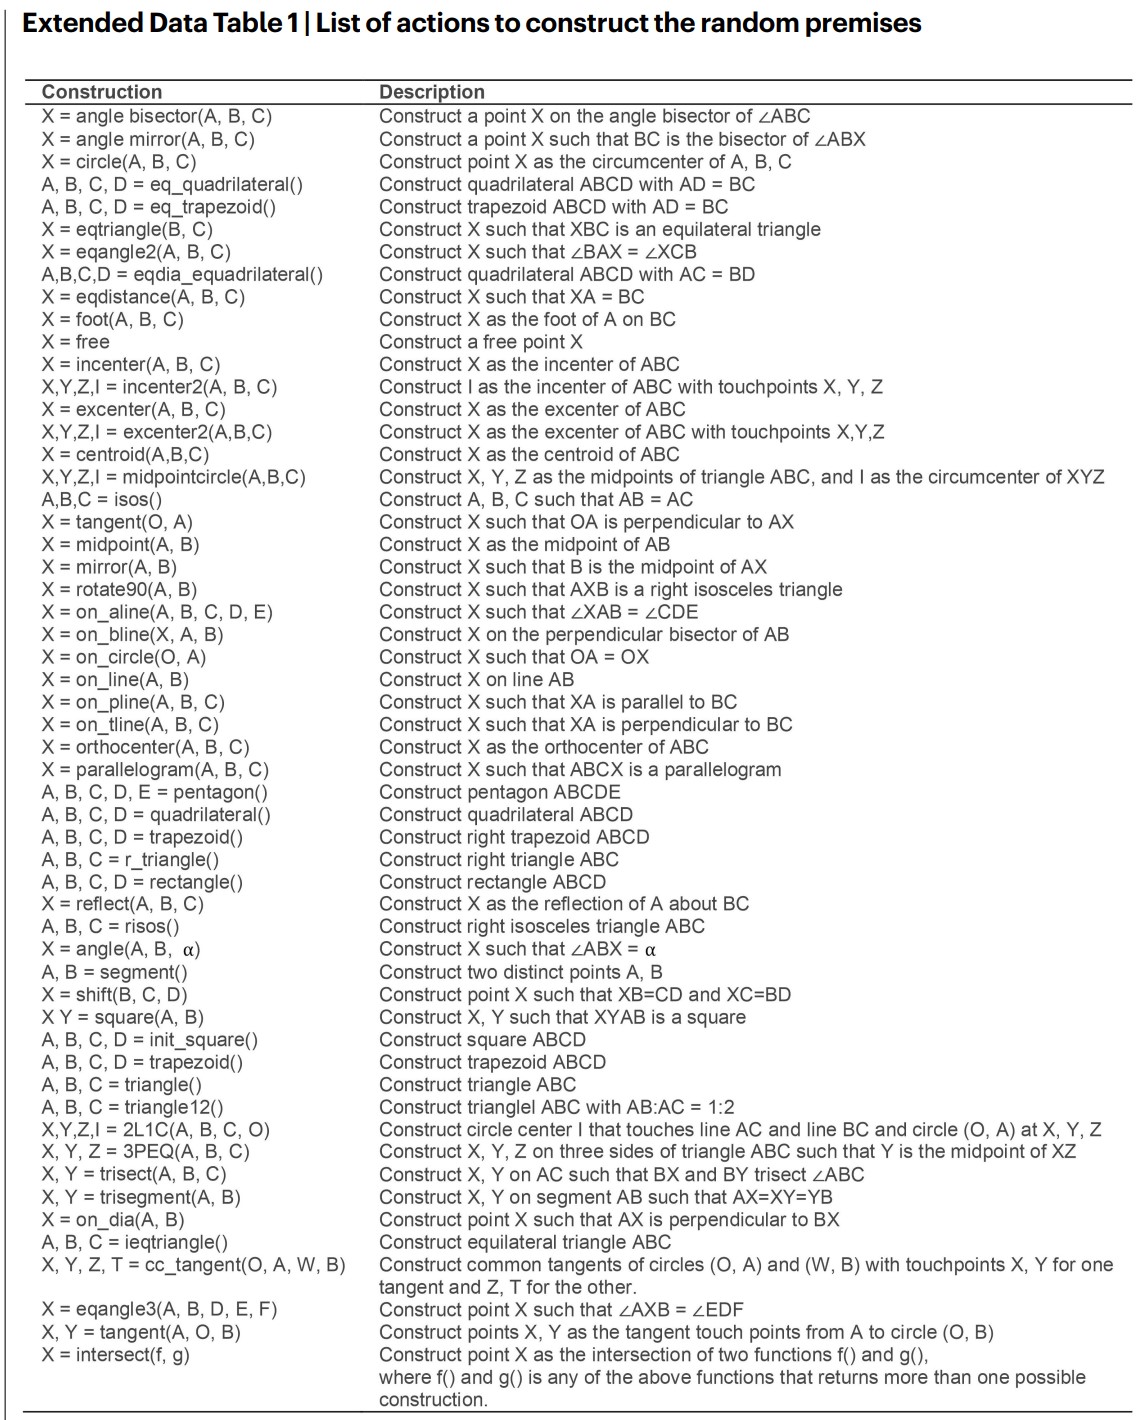 Extended Data Table 1 | List of actions to construct the random premises
Construction Description
X = angle bisector(A, B, C) Construct a point X on the angle bisector of ∠ABC
X = angle mirror(A, B, C) Construct a point X such that BC is the bisector of ∠ABX
X = circle(A, B, C) Construct point X as the circumcenter of A, B, C
A, B, C, D = eq_quadrilateral() Construct quadrilateral ABCD with AD = BC
A, B, C, D = eq_trapezoid() Construct trapezoid ABCD with AD = BC
X = eqtriangle(B, C) Construct X such that XBC is an equilateral triangle
X = eqangle2(A, B, C) Construct X such that ∠BAX = ∠XCB
A,B,C,D = eqdia_equadrilateral() Construct quadrilateral ABCD with AC = BD
X = eqdistance(A, B, C) Construct X such that XA = BC
X = foot(A, B, C) Construct X as the foot of A on BC
X = free Construct a free point X
X = incenter(A, B, C) Construct X as the incenter of ABC
X,Y,Z,I = incenter2(A, B, C) Construct I as the incenter of ABC with touchpoints X, Y, Z
X = excenter(A, B, C) Construct X as the excenter of ABC
X,Y,Z,I = excenter2(A,B,C) Construct X as the excenter of ABC with touchpoints X,Y,Z
X = centroid(A,B,C) Construct X as the centroid of ABC
X,Y,Z,I = midpointcircle(A,B,C) Construct X, Y, Z as the midpoints of triangle ABC, and I as the circumcenter of XYZ
A,B,C = isos() Construct A, B, C such that AB = AC
X = tangent(O, A) Construct X such that OA is perpendicular to AX
X = midpoint(A, B) Construct X as the midpoint of AB
X = mirror(A, B) Construct X such that B is the midpoint of AX
X = rotate90(A, B) Construct X such that AXB is a right isosceles triangle
X = on_aline(A, B, C, D, E) Construct X such that ∠XAB = ∠CDE
X = on_bline(X, A, B) Construct X on the perpendicular bisector of AB
X = on_circle(O, A) Construct X such that OA = OX
X = on_line(A, B) Construct X on line AB
X = on_pline(A, B, C) Construct X such that XA is parallel to BC
X = on_tline(A, B, C) Construct X such that XA is perpendicular to BC
X = orthocenter(A, B, C) Construct X as the orthocenter of ABC
X = parallelogram(A, B, C) Construct X such that ABCX is a parallelogram
A, B, C, D, E = pentagon() Construct pentagon ABCDE
A, B, C, D = quadrilateral() Construct quadrilateral ABCD
A, B, C, D = trapezoid() Construct right trapezoid ABCD
A, B, C = r_triangle() Construct right triangle ABC
A, B, C, D = rectangle() Construct rectangle ABCD
X = reflect(A, B, C) Construct X as the reflection of A about BC
A, B, C = risos() Construct right isosceles triangle ABC
X = angle(A, B, α) Construct X such that ∠ABX = α
A, B = segment() Construct two distinct points A, B
X = shift(B, C, D) Construct point X such that XB=CD and XC=BD
X Y = square(A, B) Construct X, Y such that XYAB is a square
A, B, C, D = init_square() Construct square ABCD
A, B, C, D = trapezoid() Construct trapezoid ABCD
A, B, C = triangle() Construct triangle ABC
A, B, C = triangle12() Construct trianglel ABC with AB:AC = 1:2
X,Y,Z,I = 2L1C(A, B, C, O) Construct circle center I that touches line AC and line BC and circle (O, A) at X, Y, Z
X, Y, Z = 3PEQ(A, B, C) Construct X, Y, Z on three sides of triangle ABC such that Y is the midpoint of XZ
X, Y = trisect(A, B, C) Construct X, Y on AC such that BX and BY trisect ∠ABC
X, Y = trisegment(A, B) Construct X, Y on segment AB such that AX=XY=YB
X = on_dia(A, B) Construct point X such that AX is perpendicular to BX
A, B, C = ieqtriangle() Construct equilateral triangle ABC
X, Y, Z, T = cc_tangent(O, A, W, B) Construct common tangents of circles (O, A) and (W, B) with touchpoints X, Y for one
tangent and Z, T for the other.
X = eqangle3(A, B, D, E, F) Construct point X such that ∠AXB = ∠EDF
X, Y = tangent(A, O, B) Construct points X, Y as the tangent touch points from A to circle (O, B)
X = intersect(f, g) Construct point X as the intersection of two functions f() and g(),
where f() and g() is any of the above functions that returns more than one possible
construction.